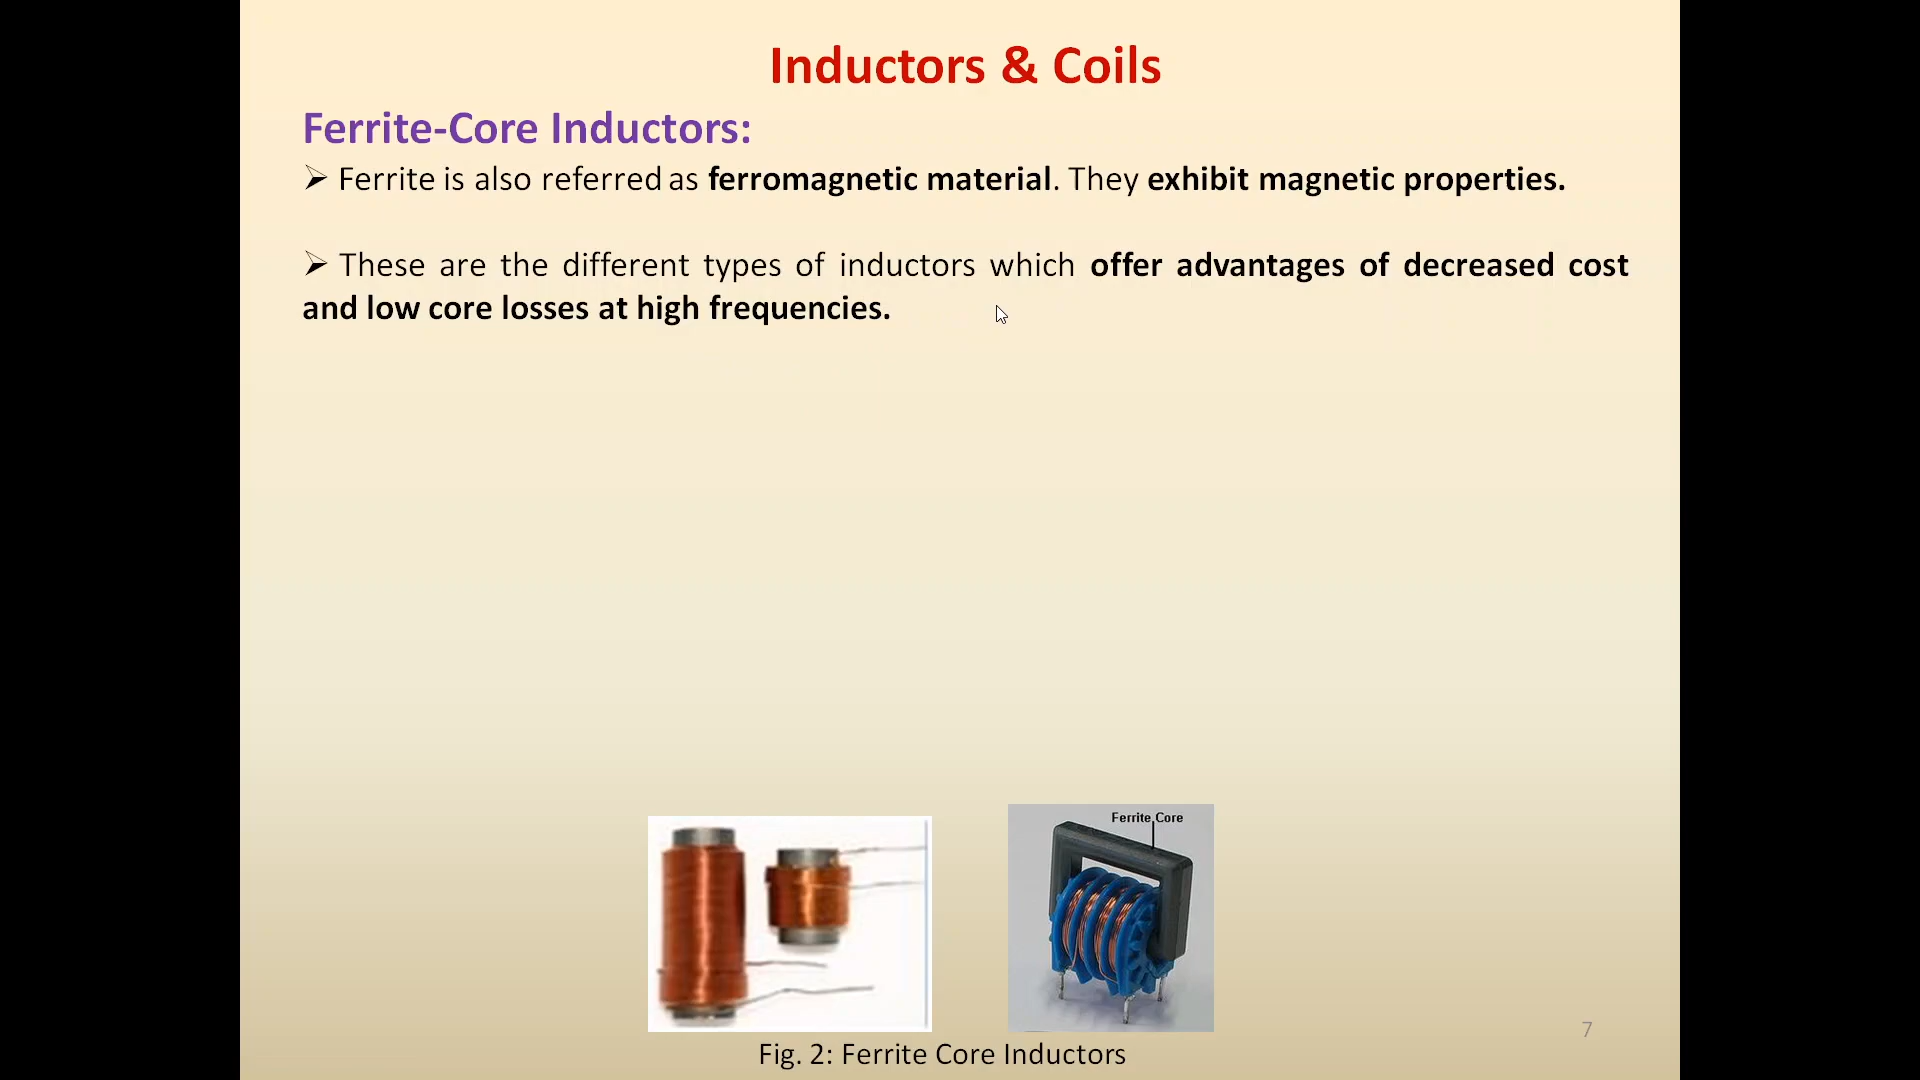 Inductors & Coils
Ferrite-Core Inductors:
➢ Ferrite is also referred as ferromagnetic material. They exhibit magnetic properties.
➢ These are the different types of inductors which offer advantages of decreased cost
and low core losses at high frequencies.
Ferrite Core
Fig. 2: Ferrite Core Inductors
7